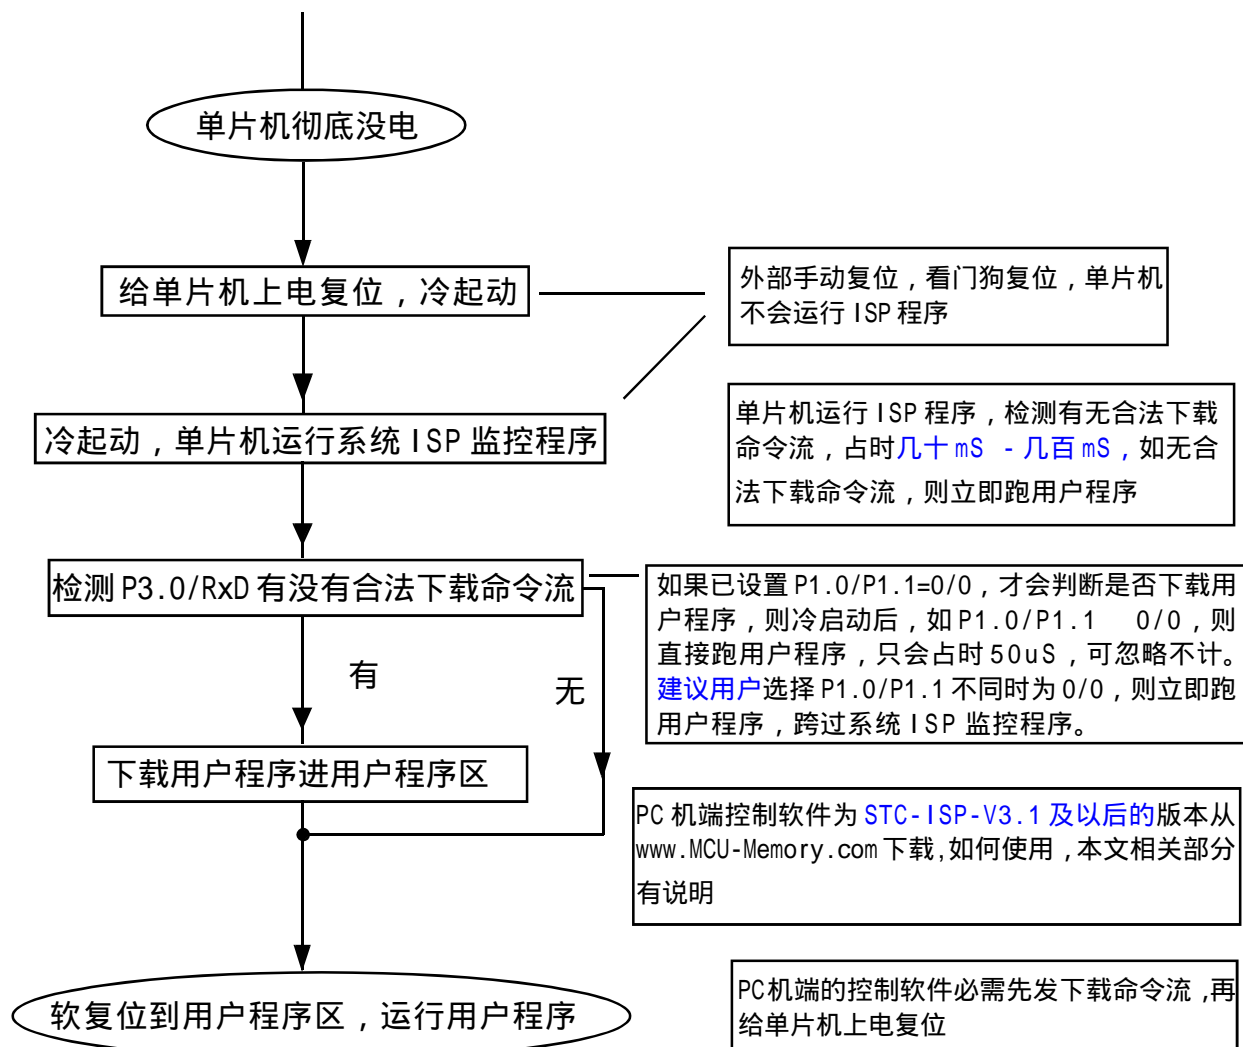 单片机彻底没电
给单片机上电复位，冷起动
外部手动复位，看门狗复位，单片机
不会运行 ISP 程序
冷起动，单片机运行系统 ISP 监控程序
单片机运行 ISP 程序，检测有无合法下载
命令流，占时几十 mS - 几百 mS，如无合
法下载命令流，则立即跑用户程序
检测 P3.0/RxD 有没有合法下载命令流
如果已设置 P1.0/P1.1=0/0，才会判断是否下载用
户程序，则冷启动后，如 P1.0/P1.1 0/0，则
直接跑用户程序，只会占时 50uS，可忽略不计。
建议用户选择 P1.0/P1.1 不同时为 0/0，则立即跑
用户程序，跨过系统 ISP 监控程序。
有
无
下载用户程序进用户程序区
PC 机端控制软件为 STC-ISP-V3.1 及以后的版本从
www.MCU-Memory.com 下载,如何使用，本文相关部分
有说明
软复位到用户程序区，运行用户程序
PC机端的控制软件必需先发下载命令流，再
给单片机上电复位